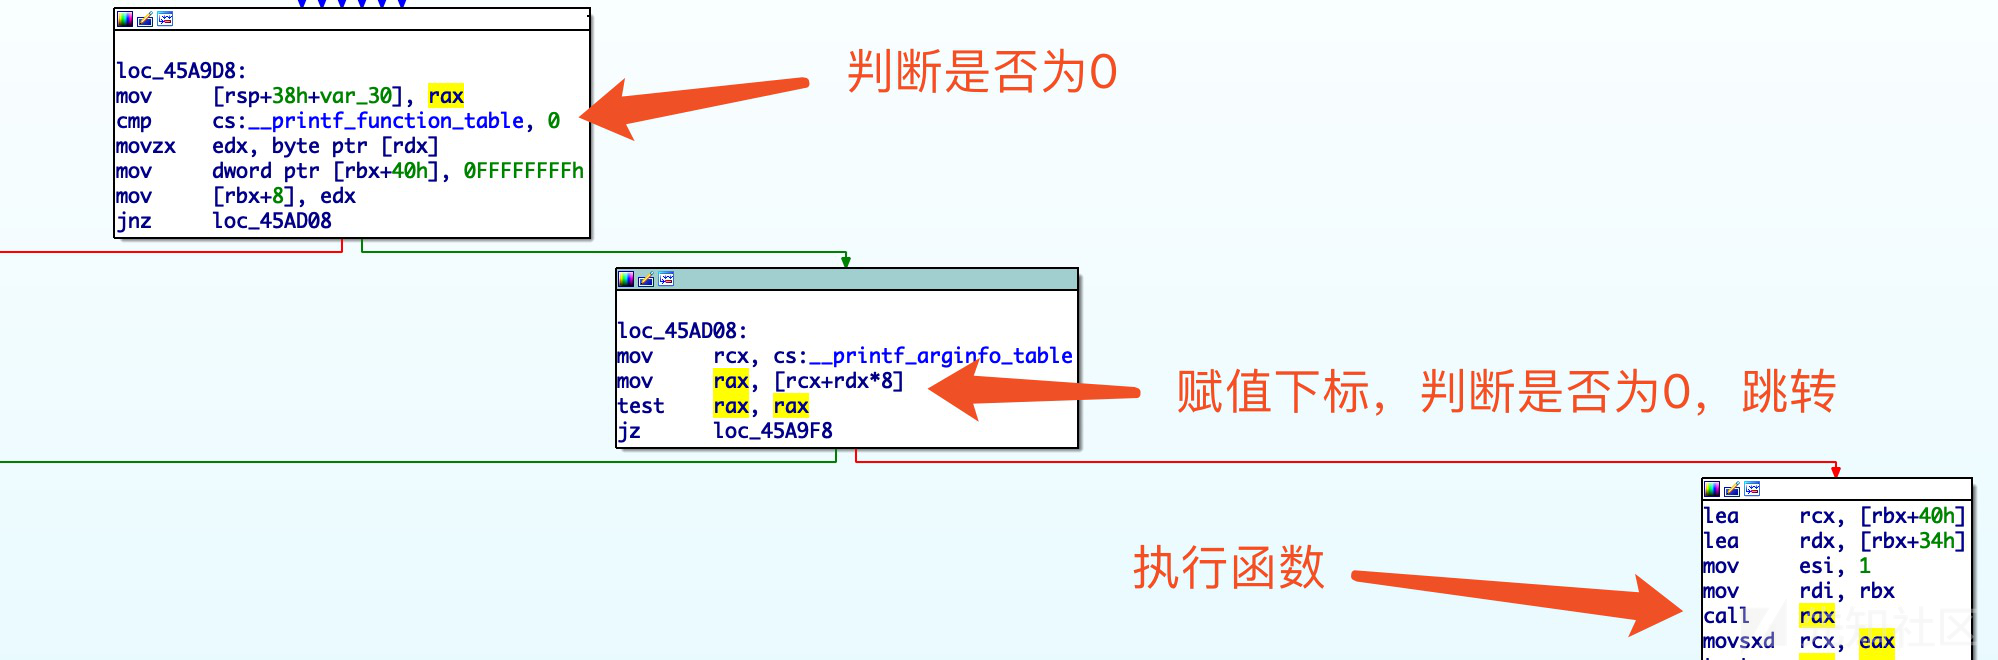 loc_45A9D8:
mov [rsp+38h+var_30], rax
cmp cs:__printf_function_table, 0
movzx edx, byte ptr [rdx]
mov dword ptr [rbx+40h], 0FFFFFFFFh
mov [rbx+8], edx
jnz loc_45AD08
判断是否为0
loc_45AD08:
mov rcx, cs:__printf_arginfo_table
mov rax, [rcx+rdx*8]
test rax, rax
jz loc_45A9F8
赋值下标，判断是否为0，跳转
执行函数
lea rcx, [rbx+40h]
lea rdx, [rbx+34h]
mov esi, 1
mov rdi, rbx
call rax
movsxd rcx, eax
知社区